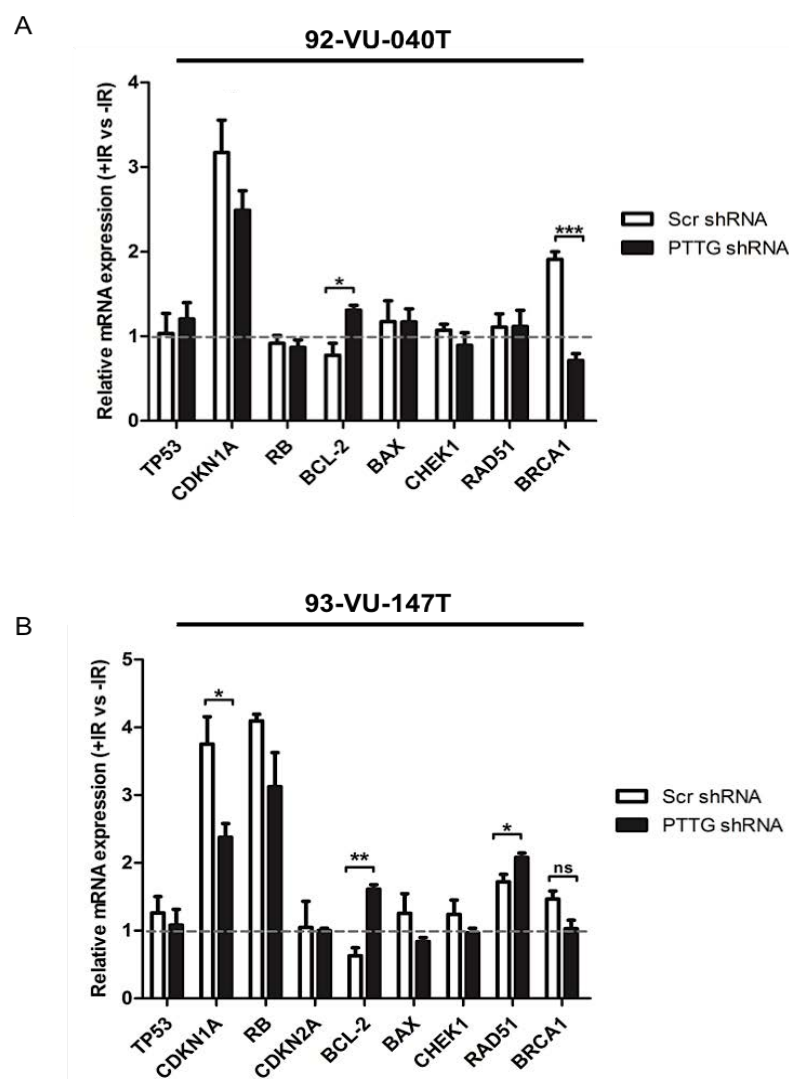 A
92-VU-040T
Relative mRNA expression (+IR vs -IR)
4
3
2
1
0
*
***
Scr shRNA
PTTG shRNA
TP53
CDKN1A
RB
BCL-2
BAX
CHEK1
RAD51
BRCA1
B
93-VU-147T
Relative mRNA expression (+IR vs -IR)
5
4
3
2
1
0
*
**
*
ns
Scr shRNA
PTTG shRNA
TP53
CDKN1A
RB
CDKN2A
BCL-2
BAX
CHEK1
RAD51
BRCA1